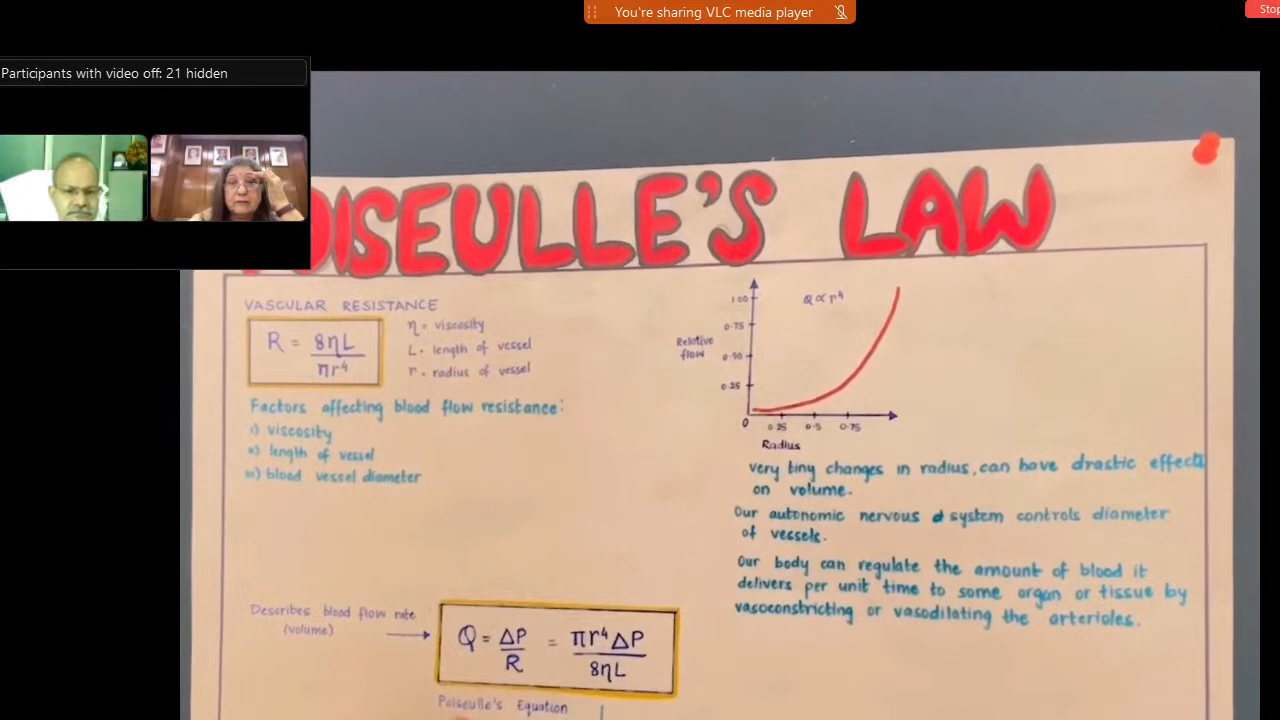 You're sharing VLC media player
Stop
Participants with video off: 21 hidden
POISEULLE'S LAW
VASCULAR RESISTANCE
R = 8ηL
πr⁴
η = viscosity
L = length of vessel
r = radius of vessel
Factors affecting blood flow resistance:
i) viscosity
ii) length of vessel
iii) blood vessel diameter
Q ∝ r⁴
Relative
flow
1.00
0.75
0.50
0.25
0
0.25
0.5
0.75
Radius
very tiny changes in radius, can have drastic effects
on volume.
Our autonomic nervous system controls diameter
of vessels.
Our body can regulate the amount of blood it
delivers per unit time to some organ or tissue by
vasoconstricting or vasodilating the arterioles.
Describes blood flow rate
(volume)
Q = ΔP = πr⁴ΔP
R 8ηL
Poiseulle's Equation